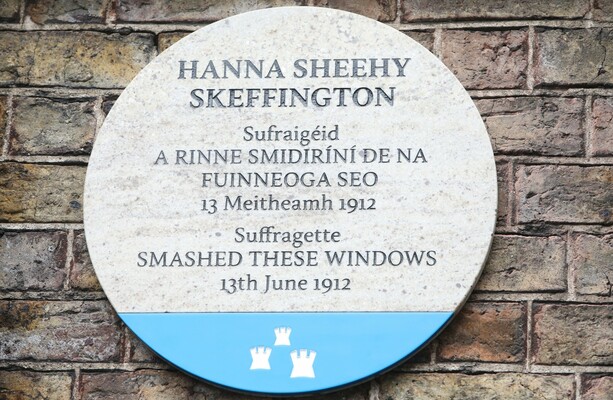 HANNA SHEEHY
SKEFFINGTON
Sufraigéid
A RINNE SMIDIRÍNÍ DE NA
FUINNEOGA SEO
13 Meitheamh 1912
Suffragette
SMASHED THESE WINDOWS
13th June 1912